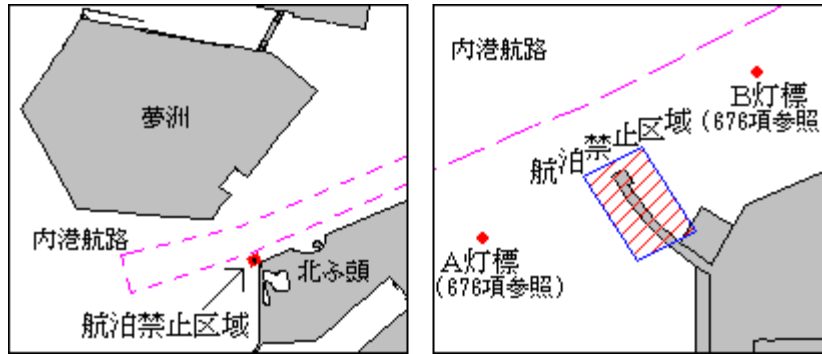 夢洲
内港航路
北ふ頭
航泊禁止区域
内港航路
B灯標
(676項参照
航泊禁止区域
A灯標
(676項参照)